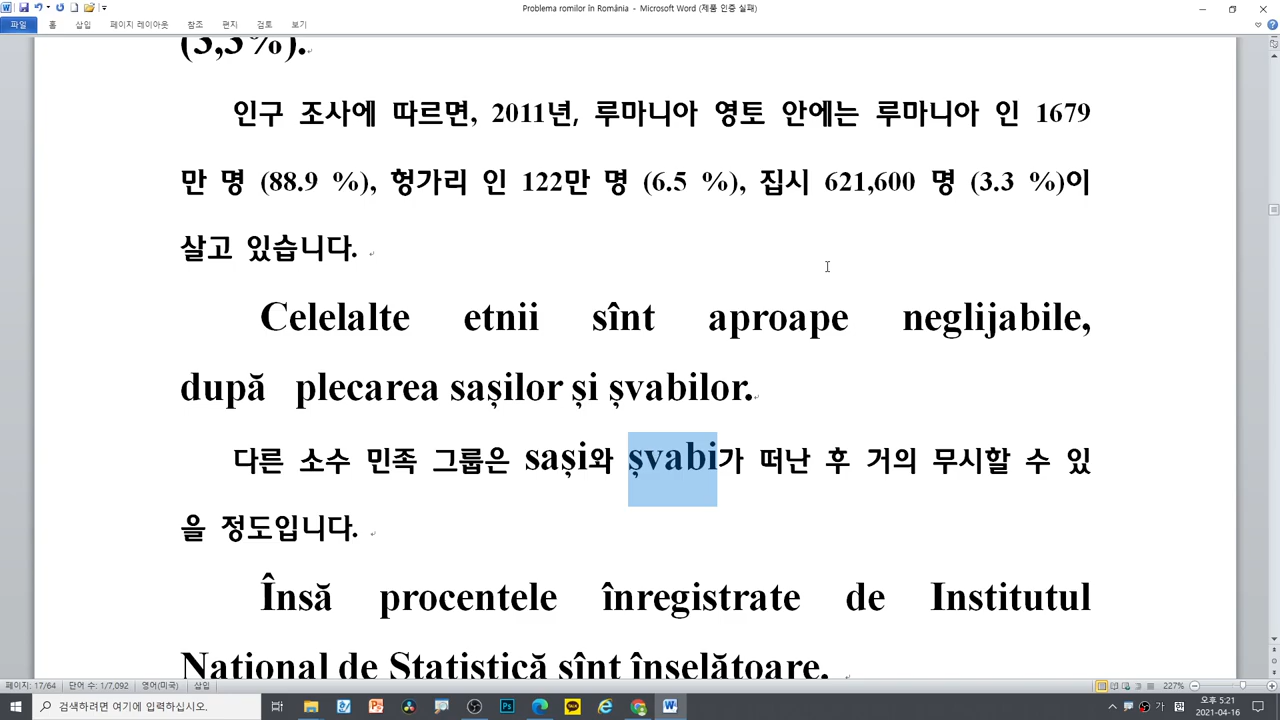 Problema romilor în România - Microsoft Word (제품 인증 실패)
파일 홈 삽입 페이지 레이아웃 참조 편지 검토 보기
(3,3%).
인구 조사에 따르면, 2011년, 루마니아 영토 안에는 루마니아 인 1679
만 명 (88.9 %), 헝가리 인 122만 명 (6.5 %), 집시 621,600 명 (3.3 %)이
살고 있습니다.
Celelalte etnii sînt aproape neglijabile,
după plecarea sașilor și șvabilor.
다른 소수 민족 그룹은 sași와 șvabi가 떠난 후 거의 무시할 수 있
을 정도입니다.
Însă procentele înregistrate de Institutul
Național de Statistică sînt înșelătoare.
페이지: 17/64 단어 수: 1/7,092 영어(미국) 삽입 227%
검색하려면 여기에 입력하십시오. 가 오후 5:21
2021-04-16